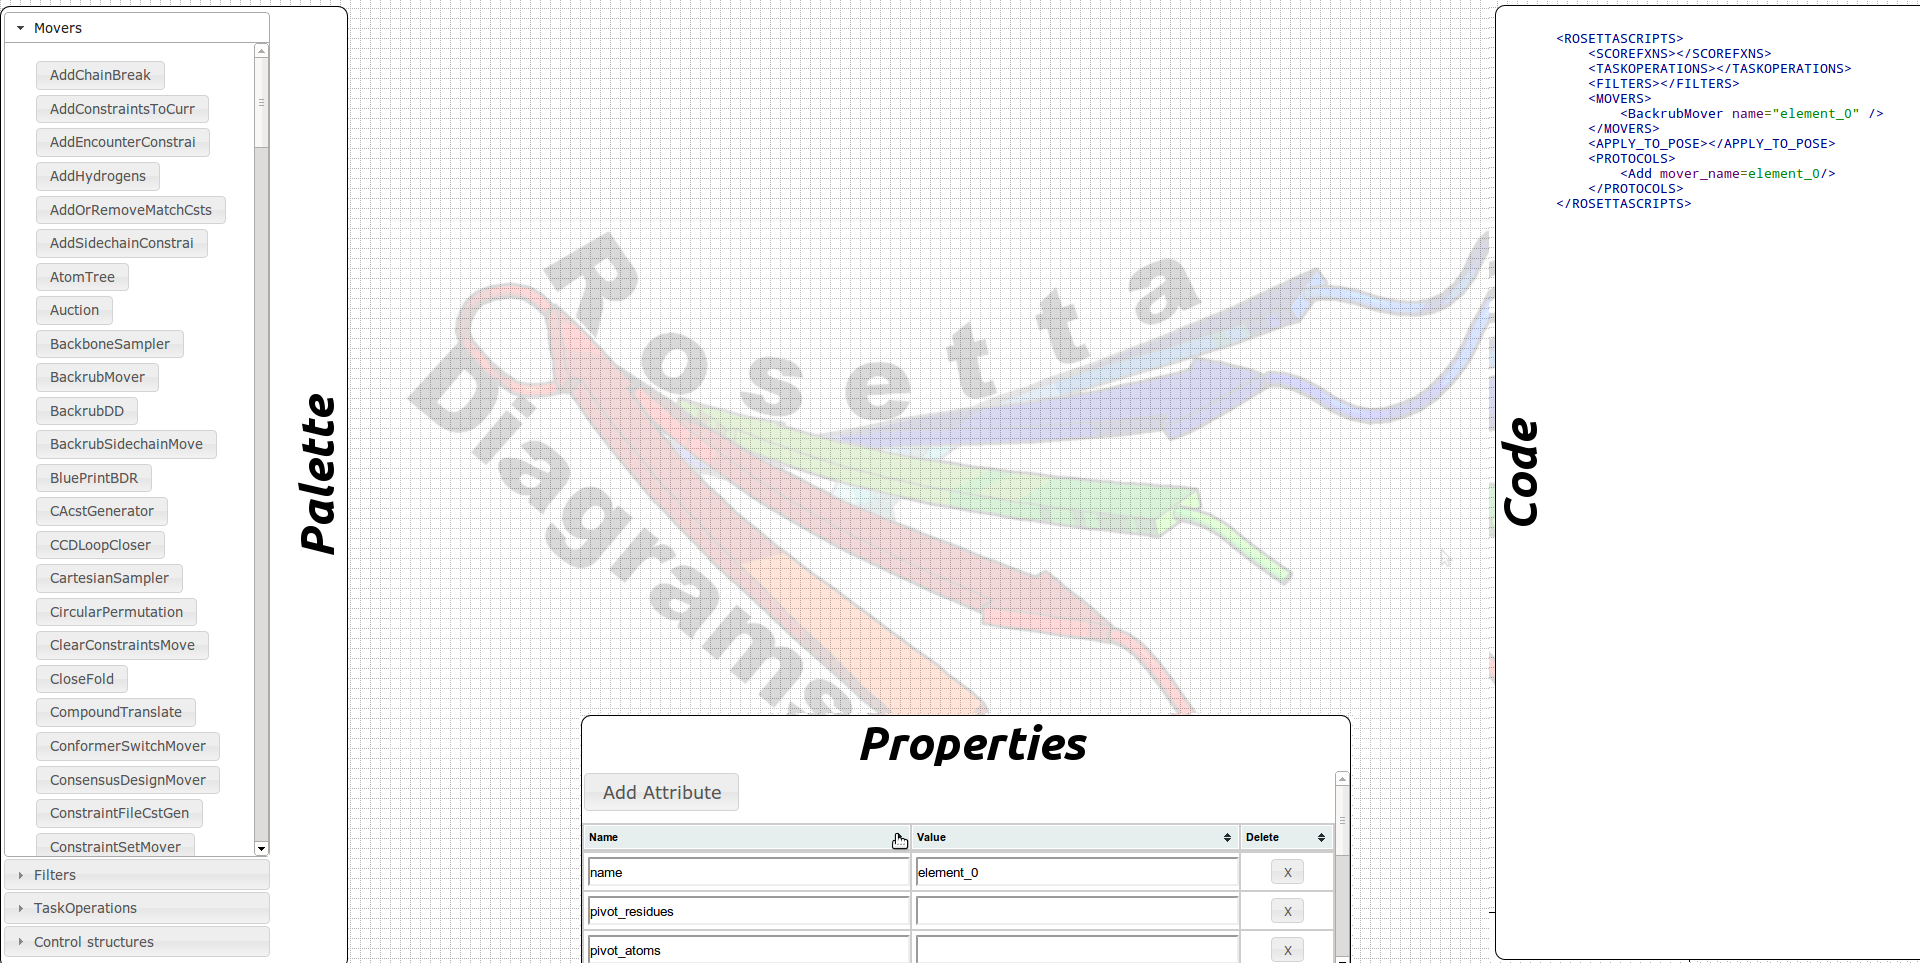 Movers
AddChainBreak
AddConstraintsToCurr
AddEncounterConstrai
AddHydrogens
AddOrRemoveMatchCsts
AddSidechainConstrai
AtomTree
Auction
BackboneSampler
BackrubMover
BackrubDD
BackrubSidechainMove
BluePrintBDR
CAcstGenerator
CCDLoopCloser
CartesianSampler
CircularPermutation
ClearConstraintsMove
CloseFold
CompoundTranslate
ConformerSwitchMover
ConsensusDesignMover
ConstraintFileCstGen
ConstraintSetMover
Filters
TaskOperations
Control structures
Palette
Rosetta
Diagrams
Properties
Add Attribute
Name Value Delete
name element_0 X
pivot_residues X
pivot_atoms X
Code
<ROSETTASCRIPTS>
<SCOREFXNS></SCOREFXNS>
<TASKOPERATIONS></TASKOPERATIONS>
<FILTERS></FILTERS>
<MOVERS>
<BackrubMover name="element_0" />
</MOVERS>
<APPLY_TO_POSE></APPLY_TO_POSE>
<PROTOCOLS>
<Add mover_name=element_0/>
</PROTOCOLS>
</ROSETTASCRIPTS>